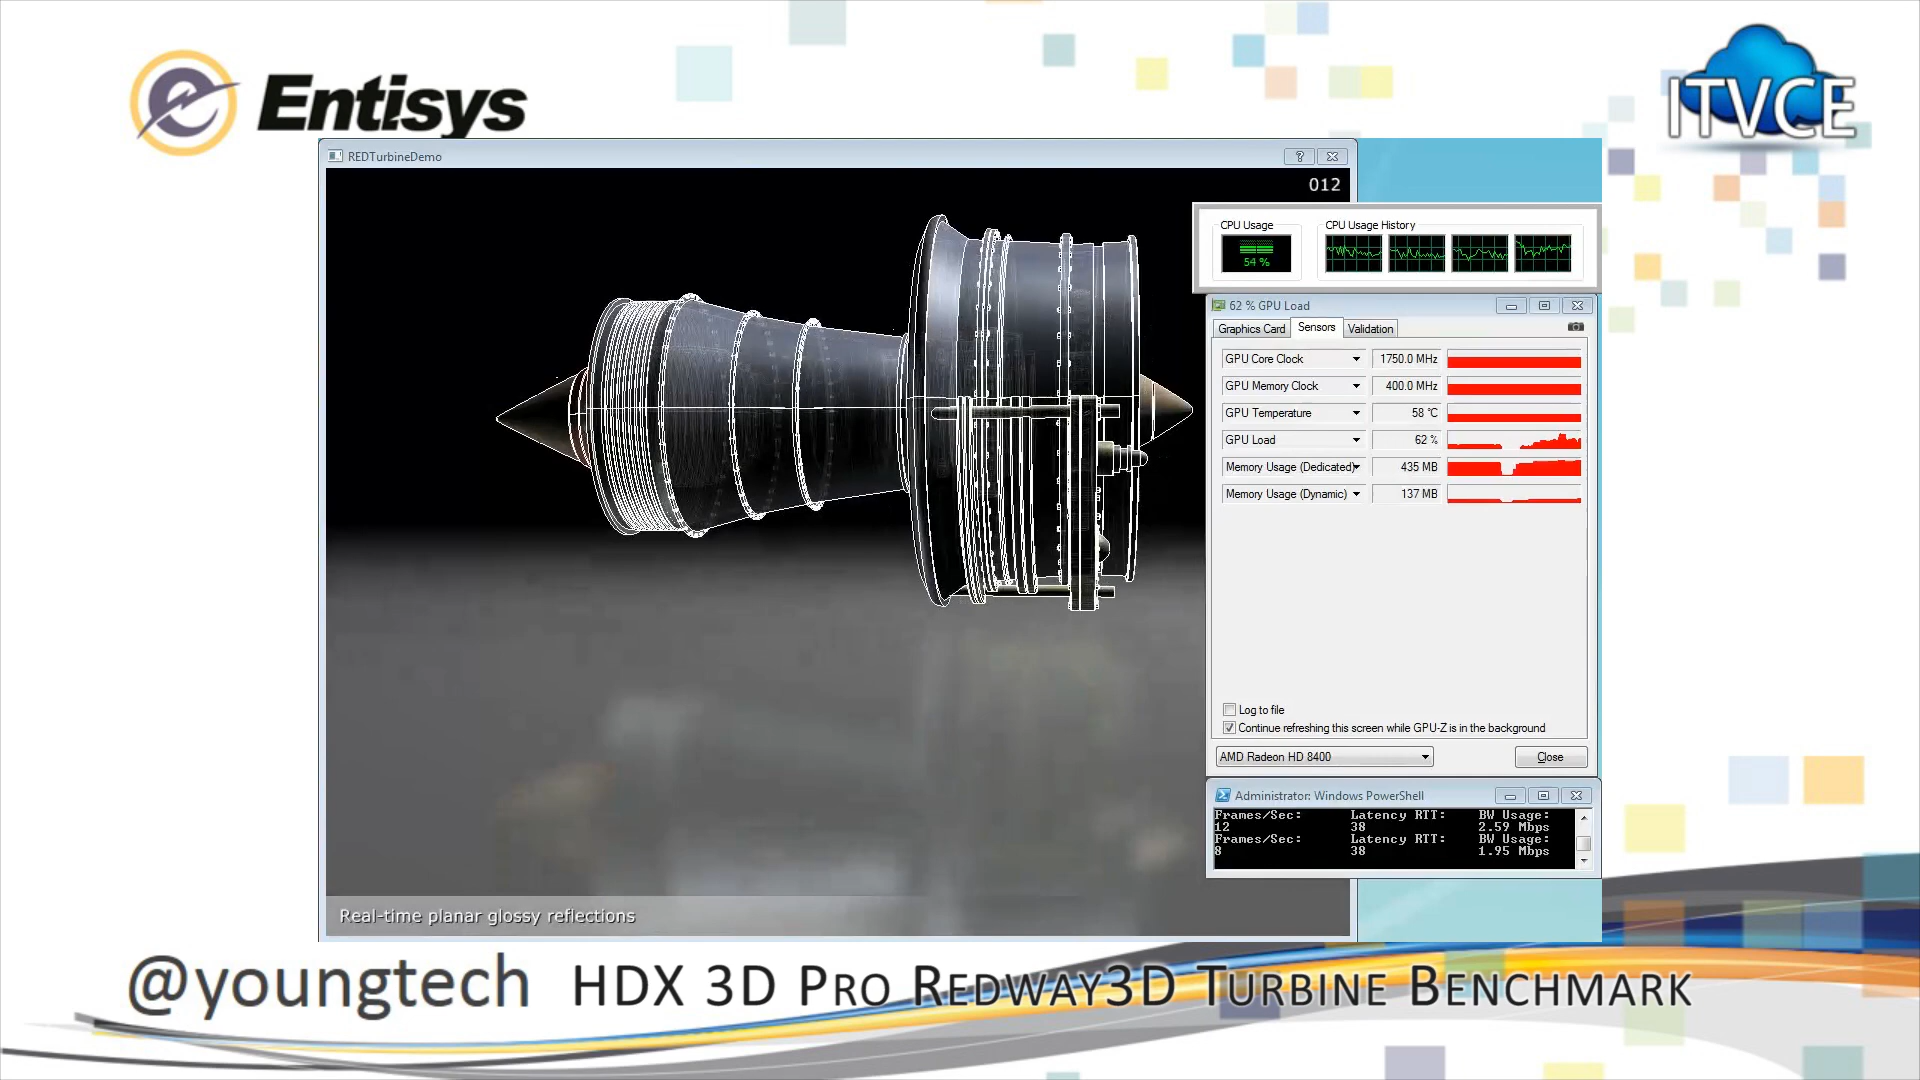 Entisys
ITVCE
REDTurbineDemo
012
CPU Usage
CPU Usage History
54 %
62 % GPU Load
Graphics Card
Sensors
Validation
GPU Core Clock
1750.0 MHz
GPU Memory Clock
400.0 MHz
GPU Temperature
58 °C
GPU Load
62 %
Memory Usage (Dedicated)
435 MB
Memory Usage (Dynamic)
137 MB
Log to file
Continue refreshing this screen while GPU-Z is in the background
AMD Radeon HD 8400
Close
Administrator: Windows PowerShell
Frames/Sec: Latency RTT: BW Usage:
12 38 2.59 Mbps
Frames/Sec: Latency RTT: BW Usage:
8 38 1.95 Mbps
Real-time planar glossy reflections
@youngtech HDX 3D Pro Redway3D Turbine Benchmark